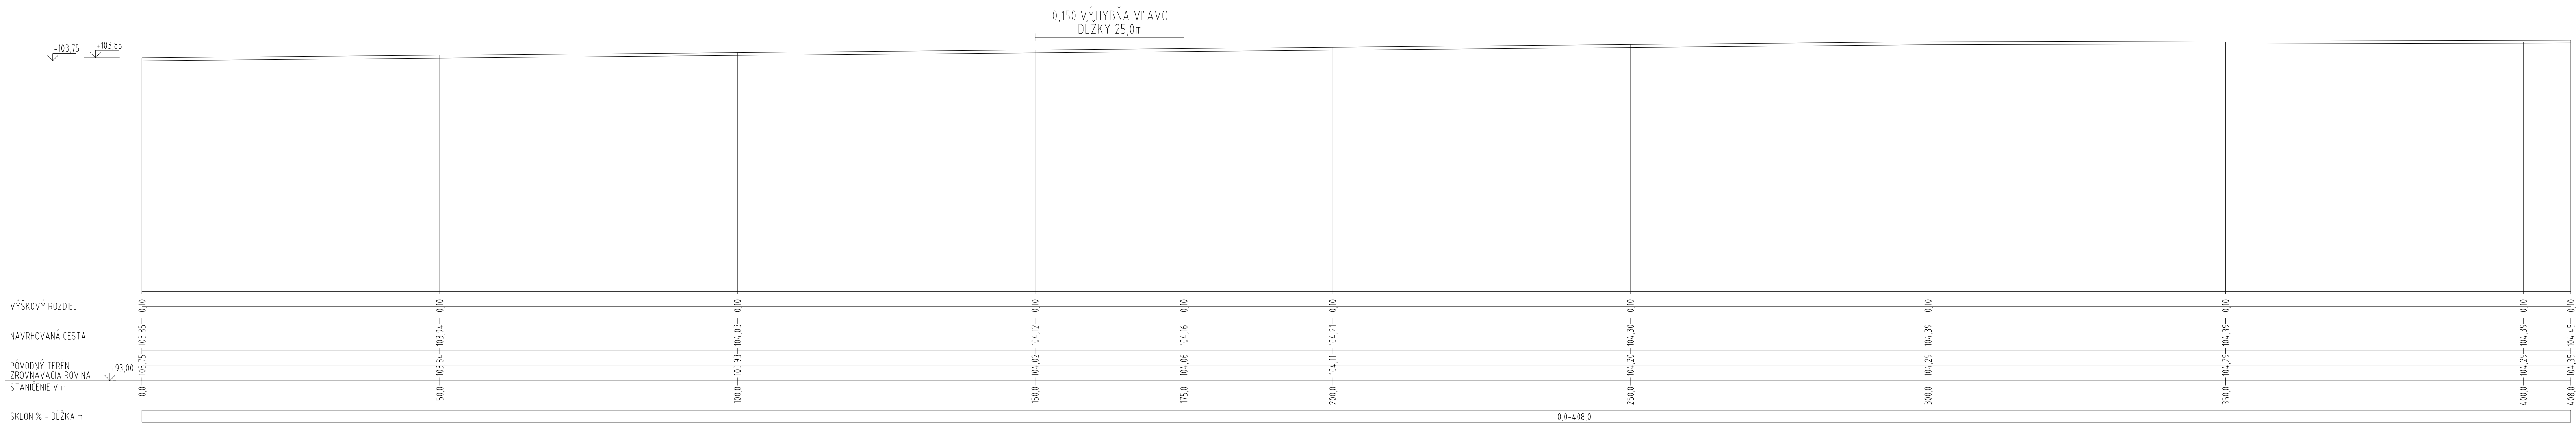 0,150 VÝHYBŇA VĽAVO
DĹŽKY 25,0m
+103,75
+103,85
VÝŠKOVÝ ROZDIEL
0,10 0,10 0,10 0,10 0,10 0,10 0,10 0,10 0,10 0,10 0,10
NAVRHOVANÁ CESTA
103,85 103,94 104,03 104,12 104,16 104,21 104,30 104,39 104,39 104,39 104,45
PÔVODNÝ TERÉN
103,75 103,84 103,93 104,02 104,06 104,11 104,20 104,29 104,29 104,29 104,35
ZROVNÁVACIA ROVINA
+93,00
STANIČENIE V m
0,0 50,0 100,0 150,0 175,0 200,0 250,0 300,0 350,0 400,0 408,0
SKLON % - DĹŽKA m
0,0-408,0